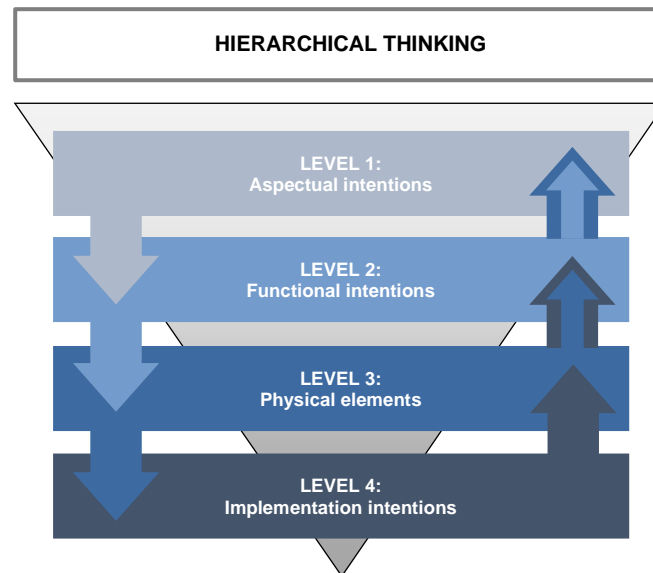 HIERARCHICAL THINKING
LEVEL 1:
Aspectual intentions
LEVEL 2:
Functional intentions
LEVEL 3:
Physical elements
LEVEL 4:
Implementation intentions